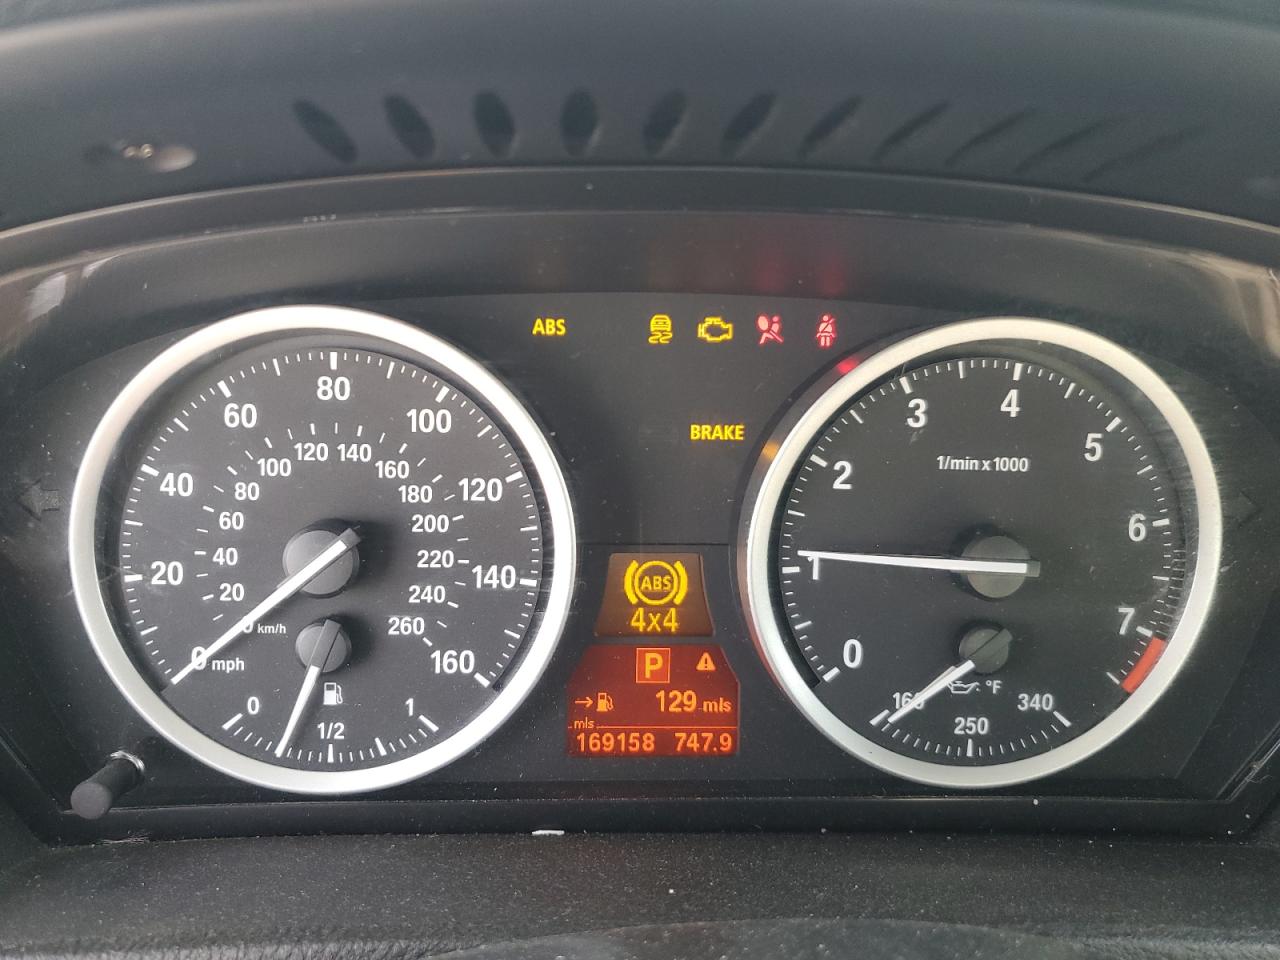 ABS
BRAKE
0 20 40 60 80 100 120 140 160
mph
20 40 60 80 100 120 140 160 180 200 220 240 260
km/h
0 1/2 1
ABS
4x4
P
129 mls
mls
169158 747.9
0 1 2 3 4 5 6 7
1/min x 1000
°F
160 250 340